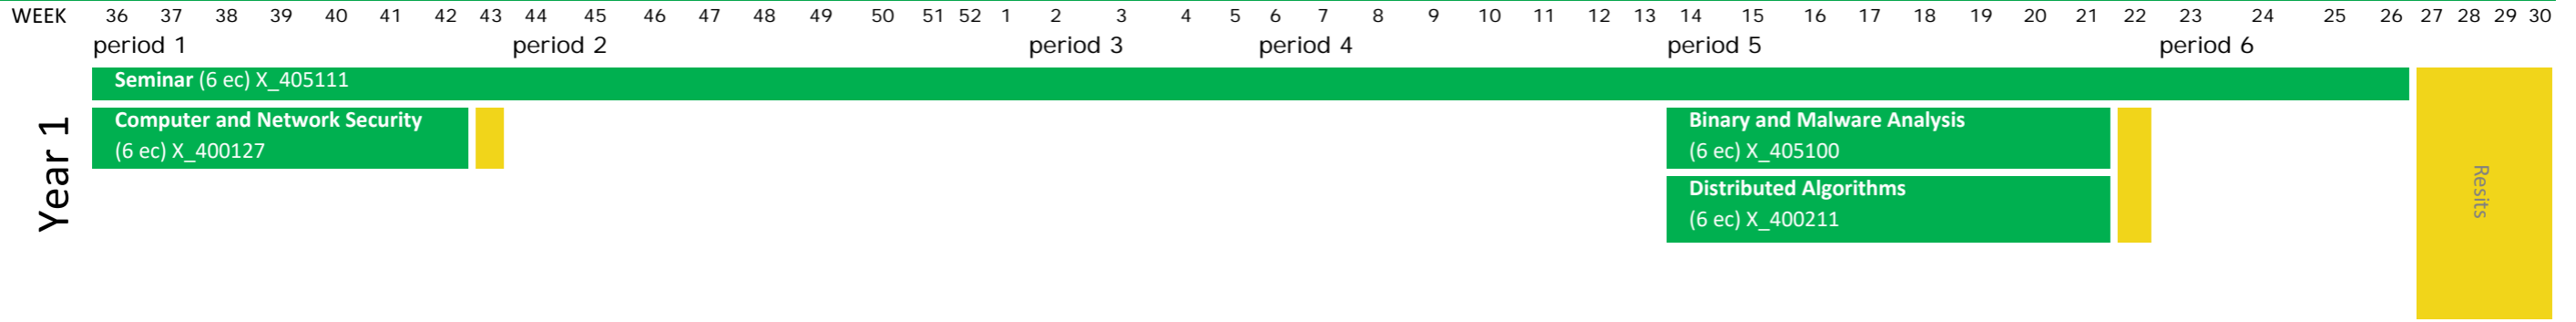 WEEK 36 37 38 39 40 41 42 43 44 45 46 47 48 49 50 51 52 1 2 3 4 5 6 7 8 9 10 11 12 13 14 15 16 17 18 19 20 21 22 23 24 25 26 27 28 29 30
period 1 period 2 period 3 period 4 period 5 period 6
Year 1
Seminar (6 ec) X_405111
Computer and Network Security
(6 ec) X_400127
Binary and Malware Analysis
(6 ec) X_405100
Distributed Algorithms
(6 ec) X_400211
Resits